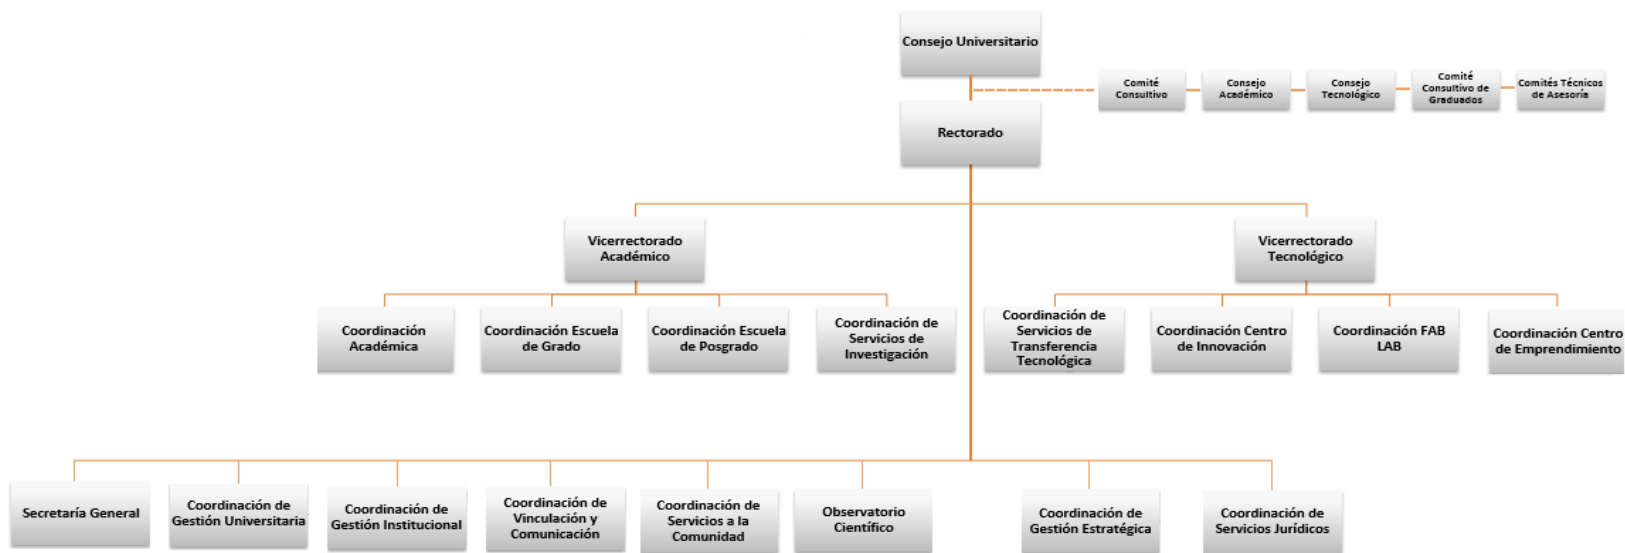 Consejo Universitario
Comité
Consultivo
Consejo
Académico
Consejo
Tecnológico
Comité
Consultivo de
Graduados
Comités Técnicos
de Asesoría
Rectorado
Vicerrectorado
Académico
Vicerrectorado
Tecnológico
Coordinación
Académica
Coordinación Escuela
de Grado
Coordinación Escuela
de Posgrado
Coordinación de
Servicios de
Investigación
Coordinación de
Servicios de
Transferencia
Tecnológica
Coordinación Centro
de Innovación
Coordinación FAB
LAB
Coordinación Centro
de Emprendimiento
Secretaría General
Coordinación de
Gestión Universitaria
Coordinación de
Gestión Institucional
Coordinación de
Vinculación y
Comunicación
Coordinación de
Servicios a la
Comunidad
Observatorio
Científico
Coordinación de
Gestión Estratégica
Coordinación de
Servicios Jurídicos